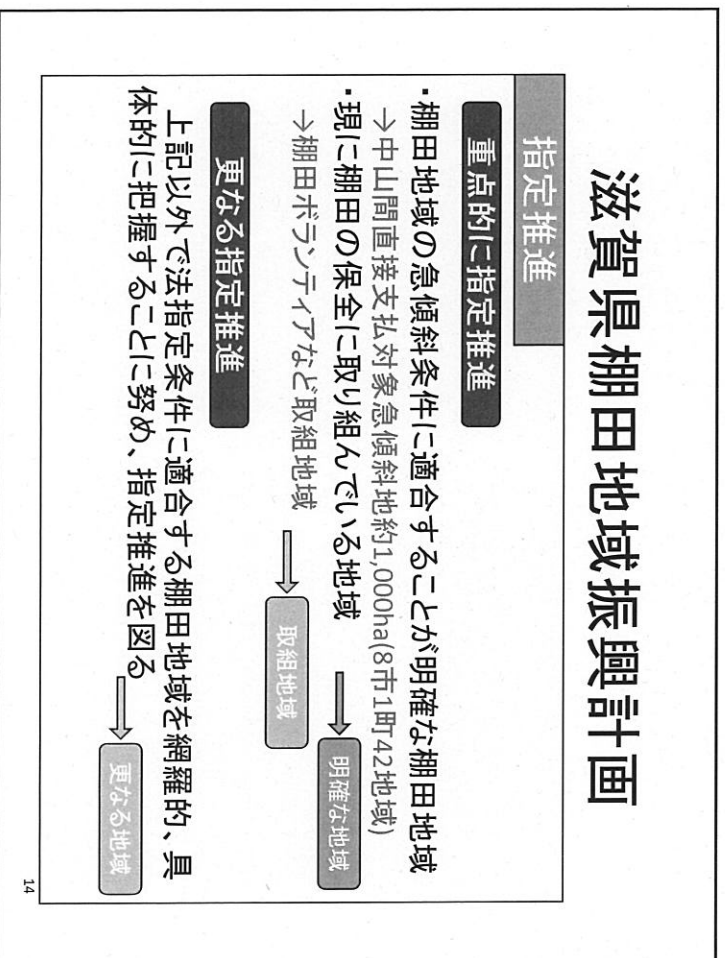 滋賀県棚田地域振興計画
指定推進
重点的に指定推進
・棚田地域の急傾斜条件に適合することが明確な棚田地域
→中山間直接支払対象急傾斜地約1,000ha(8市1町42地域)
明確な地域
・現に棚田の保全に取り組んでいる地域
→棚田ボランティアなど取組地域
取組地域
更なる指定推進
上記以外で法指定条件に適合する棚田地域を網羅的、具
体的に把握することに努め、指定推進を図る
更なる地域
14